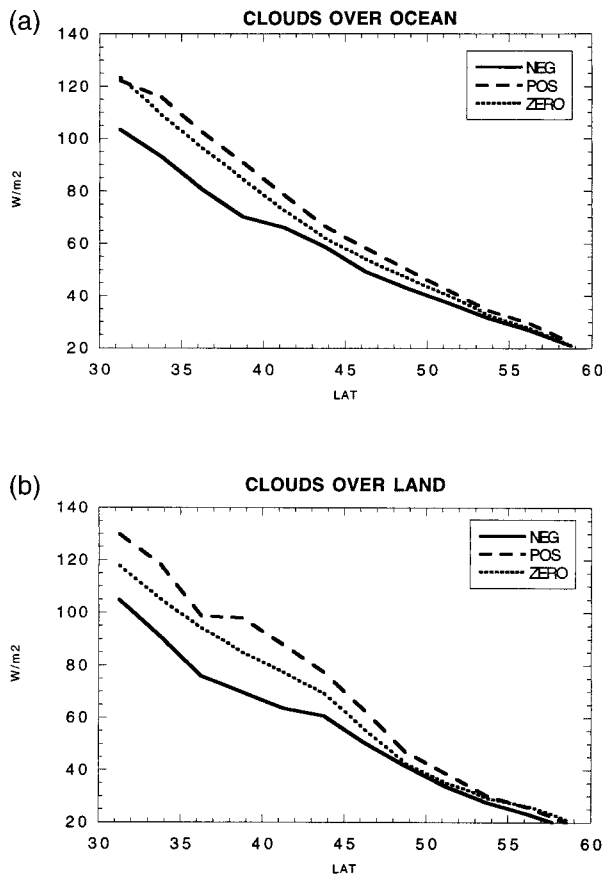 (a)
CLOUDS OVER OCEAN
140
120
100
80
60
40
20
W/m2
NEG
POS
ZERO
30 35 40 45 50 55 60
LAT
(b)
CLOUDS OVER LAND
140
120
100
80
60
40
20
W/m2
NEG
POS
ZERO
30 35 40 45 50 55 60
LAT